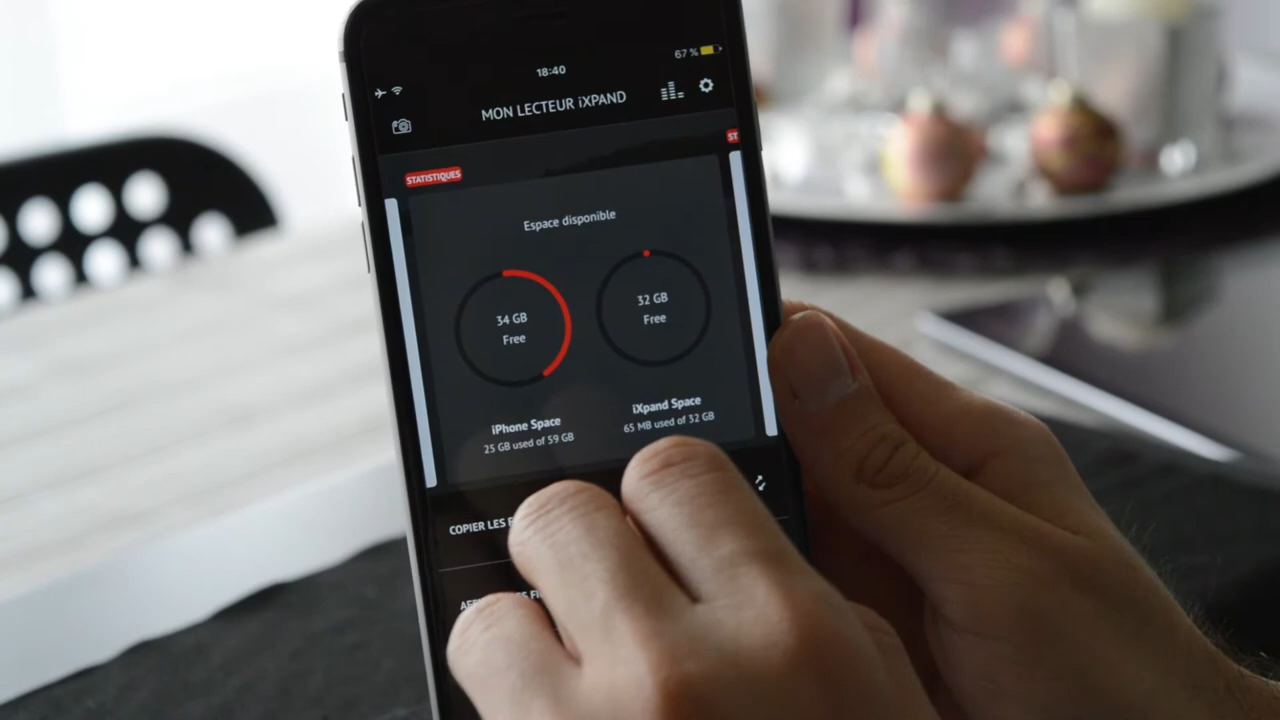 67 %
18:40
MON LECTEUR iXPAND
STATISTIQUES
ST
Espace disponible
34 GB
Free
32 GB
Free
iPhone Space
25 GB used of 59 GB
iXpand Space
65 MB used of 32 GB
COPIER LES